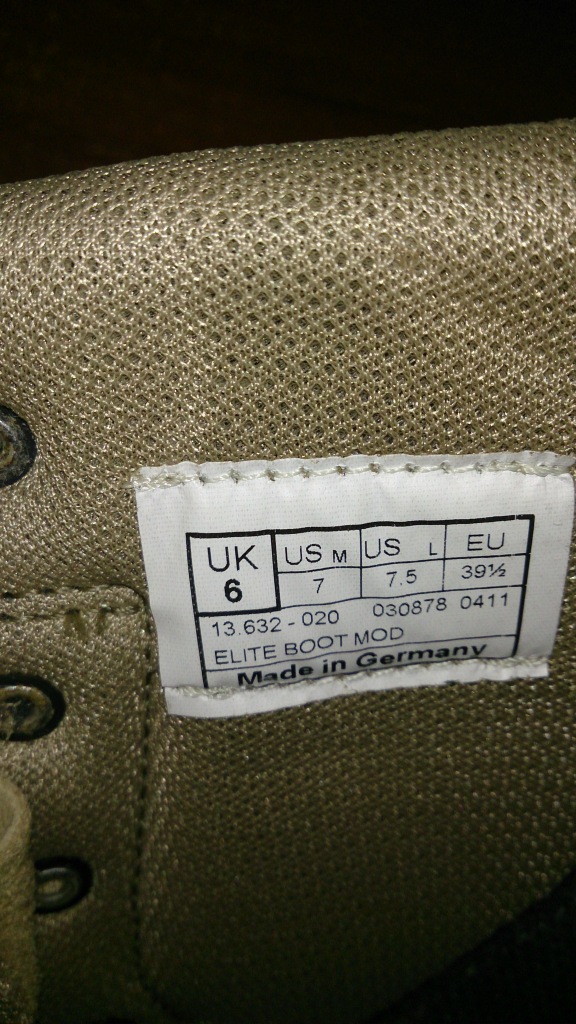 UK US M US L EU
6 7 7.5 39½
13.632 - 020 030878 0411
ELITE BOOT MOD
Made in Germany